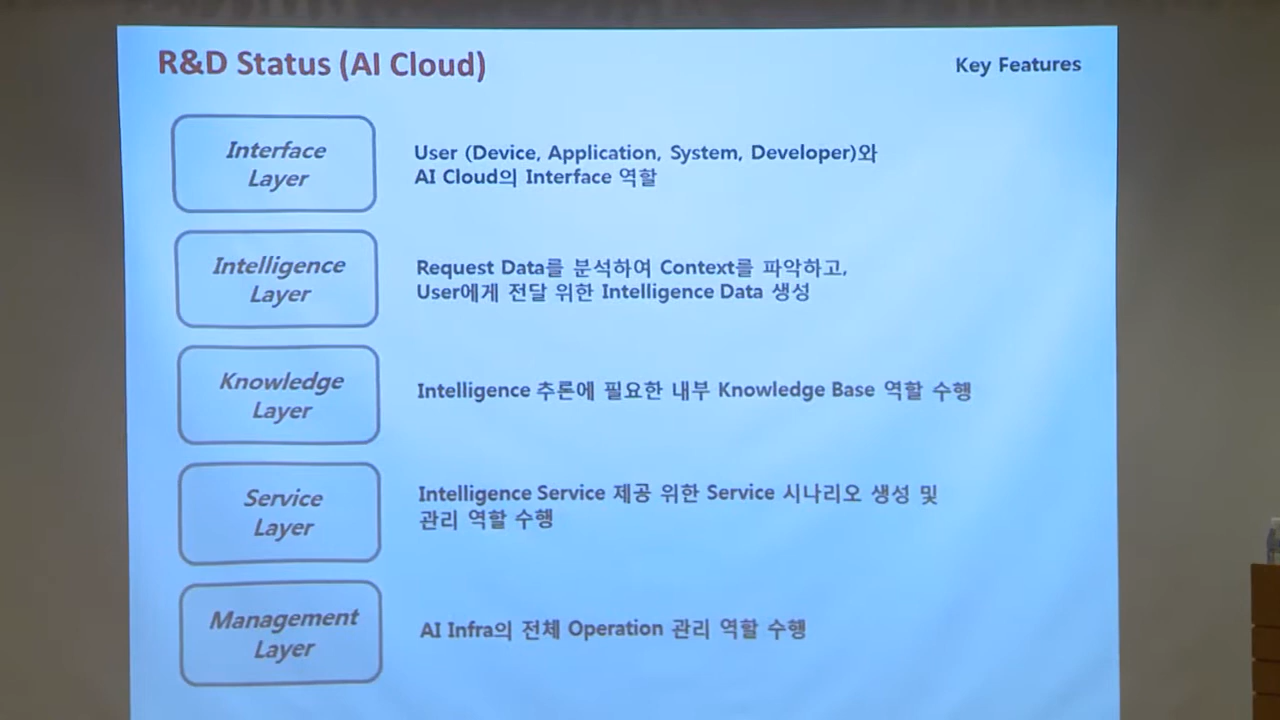 R&D Status (AI Cloud)
Key Features
Interface
Layer
User (Device, Application, System, Developer)와
AI Cloud의 Interface 역할
Intelligence
Layer
Request Data를 분석하여 Context를 파악하고,
User에게 전달 위한 Intelligence Data 생성
Knowledge
Layer
Intelligence 추론에 필요한 내부 Knowledge Base 역할 수행
Service
Layer
Intelligence Service 제공 위한 Service 시나리오 생성 및
관리 역할 수행
Management
Layer
AI Infra의 전체 Operation 관리 역할 수행